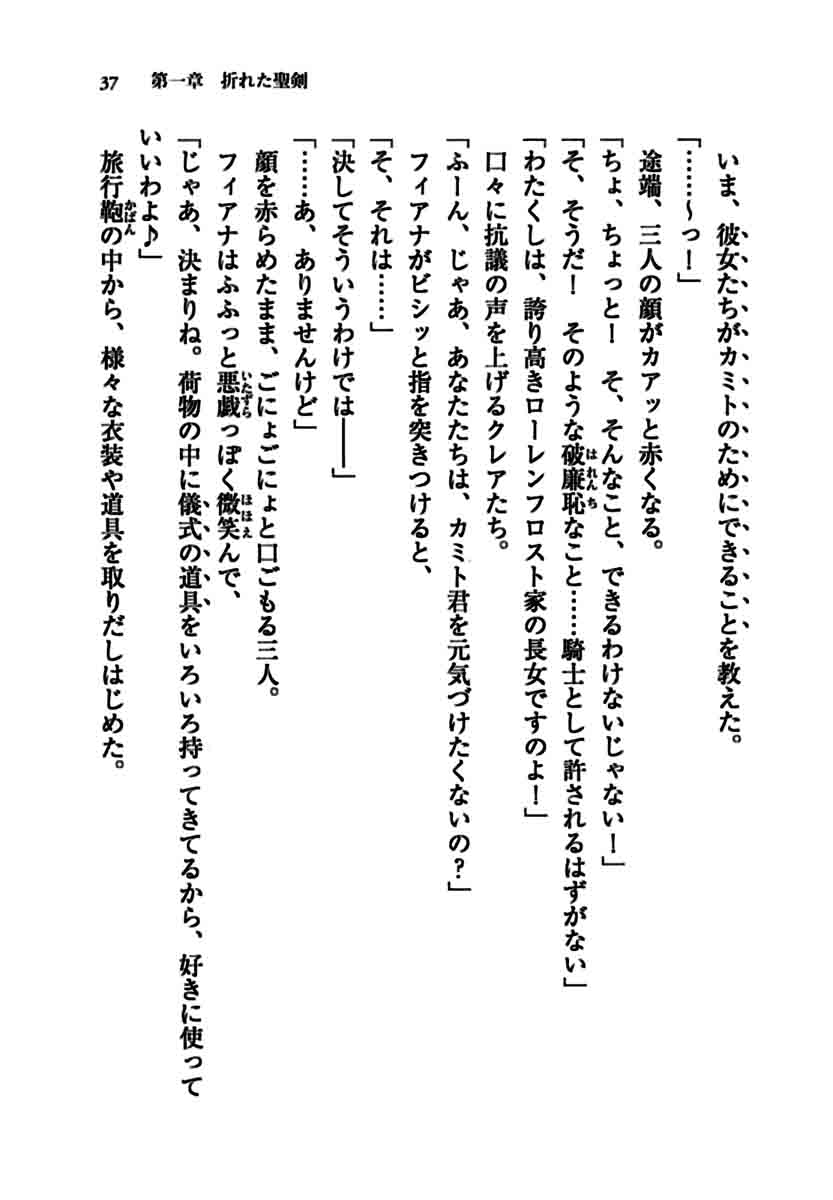 37　第一章　折れた聖剣
いま、彼女たちがカミトのためにできることを教えた。
「……～っ！」
途端、三人の顔がカアッと赤くなる。
「ちょ、ちょっと！　そ、そんなこと、できるわけないじゃない！」
「そ、そうだ！　そのような破廉恥なこと……騎士として許されるはずがない」
「わたくしは、誇り高きローレンフロスト家の長女ですのよ！」
口々に抗議の声を上げるクレアたち。
「ふーん、じゃあ、あなたたちは、カミト君を元気づけたくないの？」
フィアナがビシッと指を突きつけると、
「そ、それは……」
「決してそういうわけでは――」
「……あ、ありませんけど」
顔を赤らめたまま、ごにょごにょと口ごもる三人。
フィアナはふふっと悪戯っぽく微笑んで、
「じゃあ、決まりね。荷物の中に儀式の道具をいろいろ持ってきてるから、好きに使って
いいわよ♪」
旅行鞄の中から、様々な衣装や道具を取りだしはじめた。